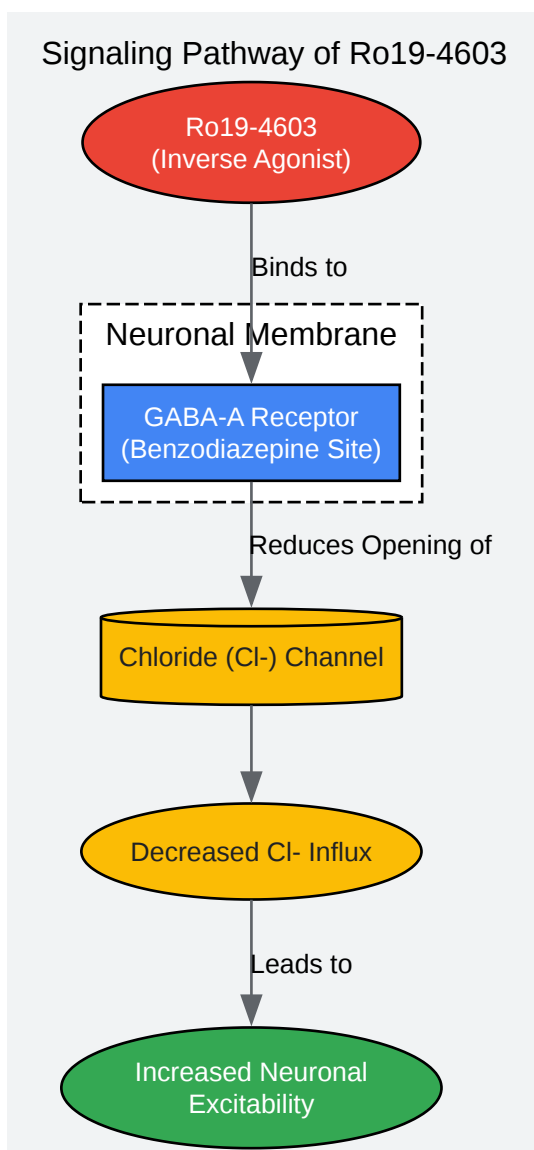 Signaling Pathway of Ro19-4603
Ro19-4603
(Inverse Agonist)
Binds to
Neuronal Membrane
GABA-A Receptor
(Benzodiazepine Site)
Reduces Opening of
Chloride (Cl-) Channel
Decreased Cl- Influx
Leads to
Increased Neuronal
Excitability